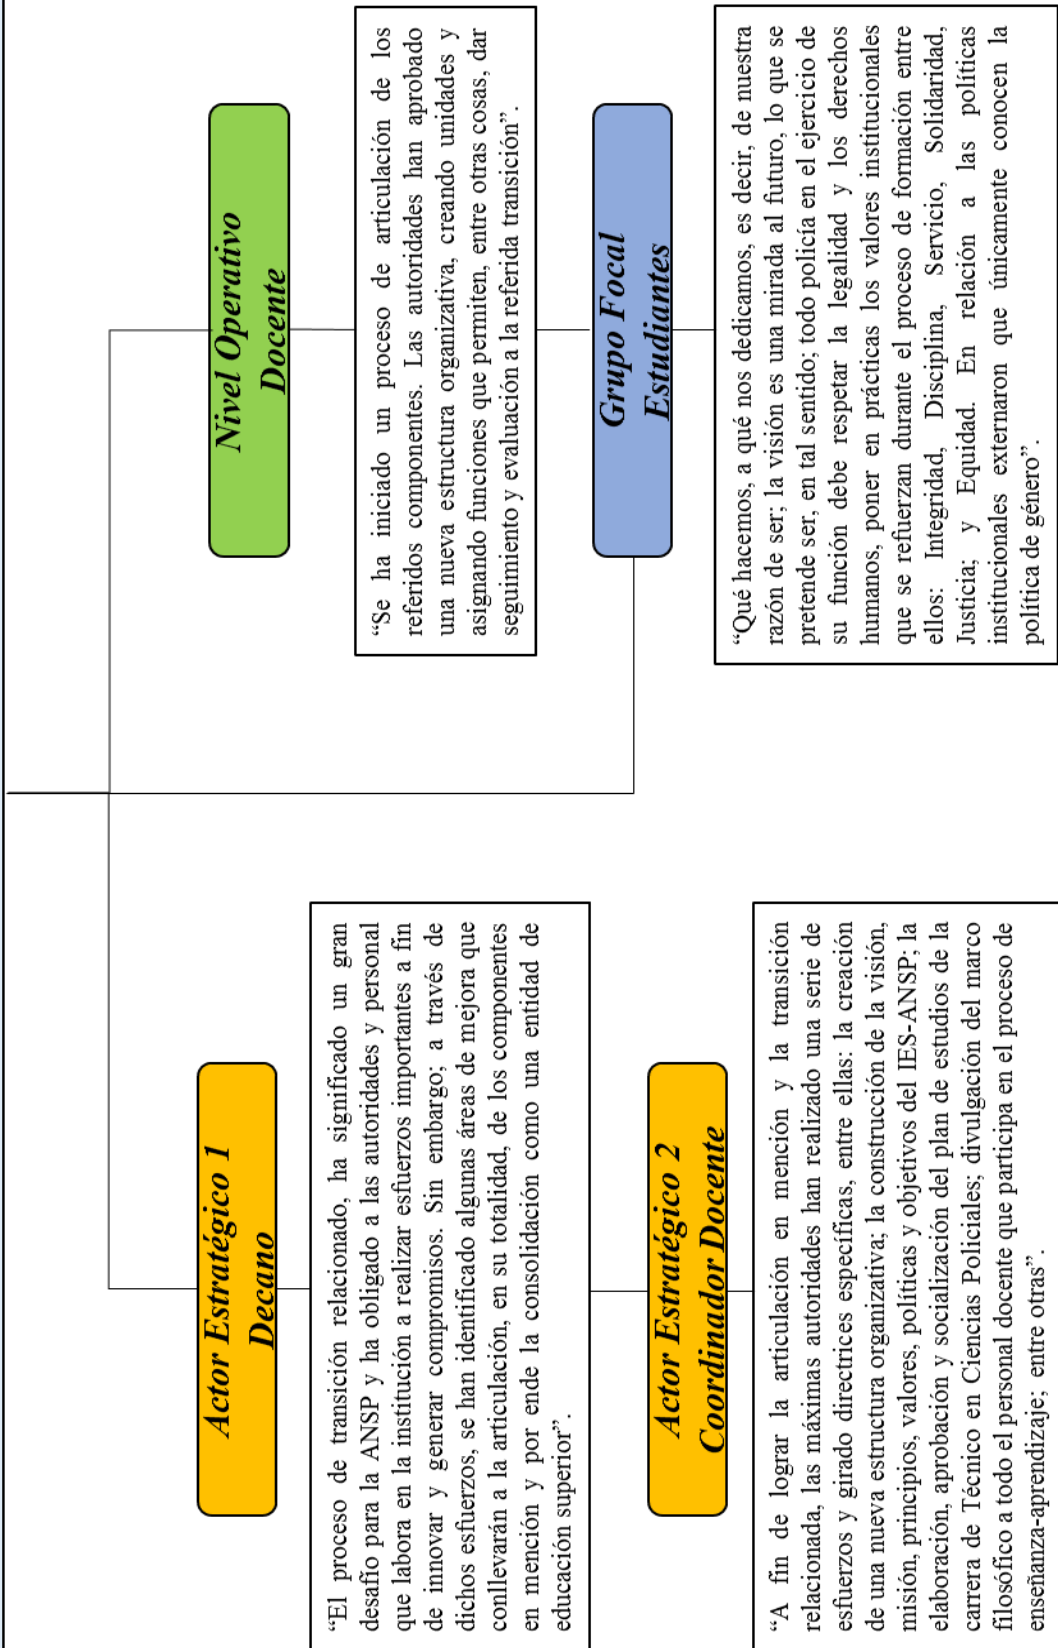 Actor Estratégico 1
Decano
“El proceso de transición relacionado, ha significado un gran
desafío para la ANSP y ha obligado a las autoridades y personal
que labora en la institución a realizar esfuerzos importantes a fin
de innovar y generar compromisos. Sin embargo; a través de
dichos esfuerzos, se han identificado algunas áreas de mejora que
conllevarán a la articulación, en su totalidad, de los componentes
en mención y por ende la consolidación como una entidad de
educación superior”.
Actor Estratégico 2
Coordinador Docente
“A fin de lograr la articulación en mención y la transición
relacionada, las máximas autoridades han realizado una serie de
esfuerzos y girado directrices específicas, entre ellas: la creación
de una nueva estructura organizativa; la construcción de la visión,
misión, principios, valores, políticas y objetivos del IES-ANSP; la
elaboración, aprobación y socialización del plan de estudios de la
carrera de Técnico en Ciencias Policiales; divulgación del marco
filosófico a todo el personal docente que participa en el proceso de
enseñanza-aprendizaje; entre otras”.
Nivel Operativo
Docente
“Se ha iniciado un proceso de articulación de los
referidos componentes. Las autoridades han aprobado
una nueva estructura organizativa, creando unidades y
asignando funciones que permiten, entre otras cosas, dar
seguimiento y evaluación a la referida transición”.
Grupo Focal
Estudiantes
“Qué hacemos, a qué nos dedicamos, es decir, de nuestra
razón de ser; la visión es una mirada al futuro, lo que se
pretende ser, en tal sentido; todo policía en el ejercicio de
su función debe respetar la legalidad y los derechos
humanos, poner en prácticas los valores institucionales
que se refuerzan durante el proceso de formación entre
ellos: Integridad, Disciplina, Servicio, Solidaridad,
Justicia; y Equidad. En relación a las políticas
institucionales externaron que únicamente conocen la
política de género”.